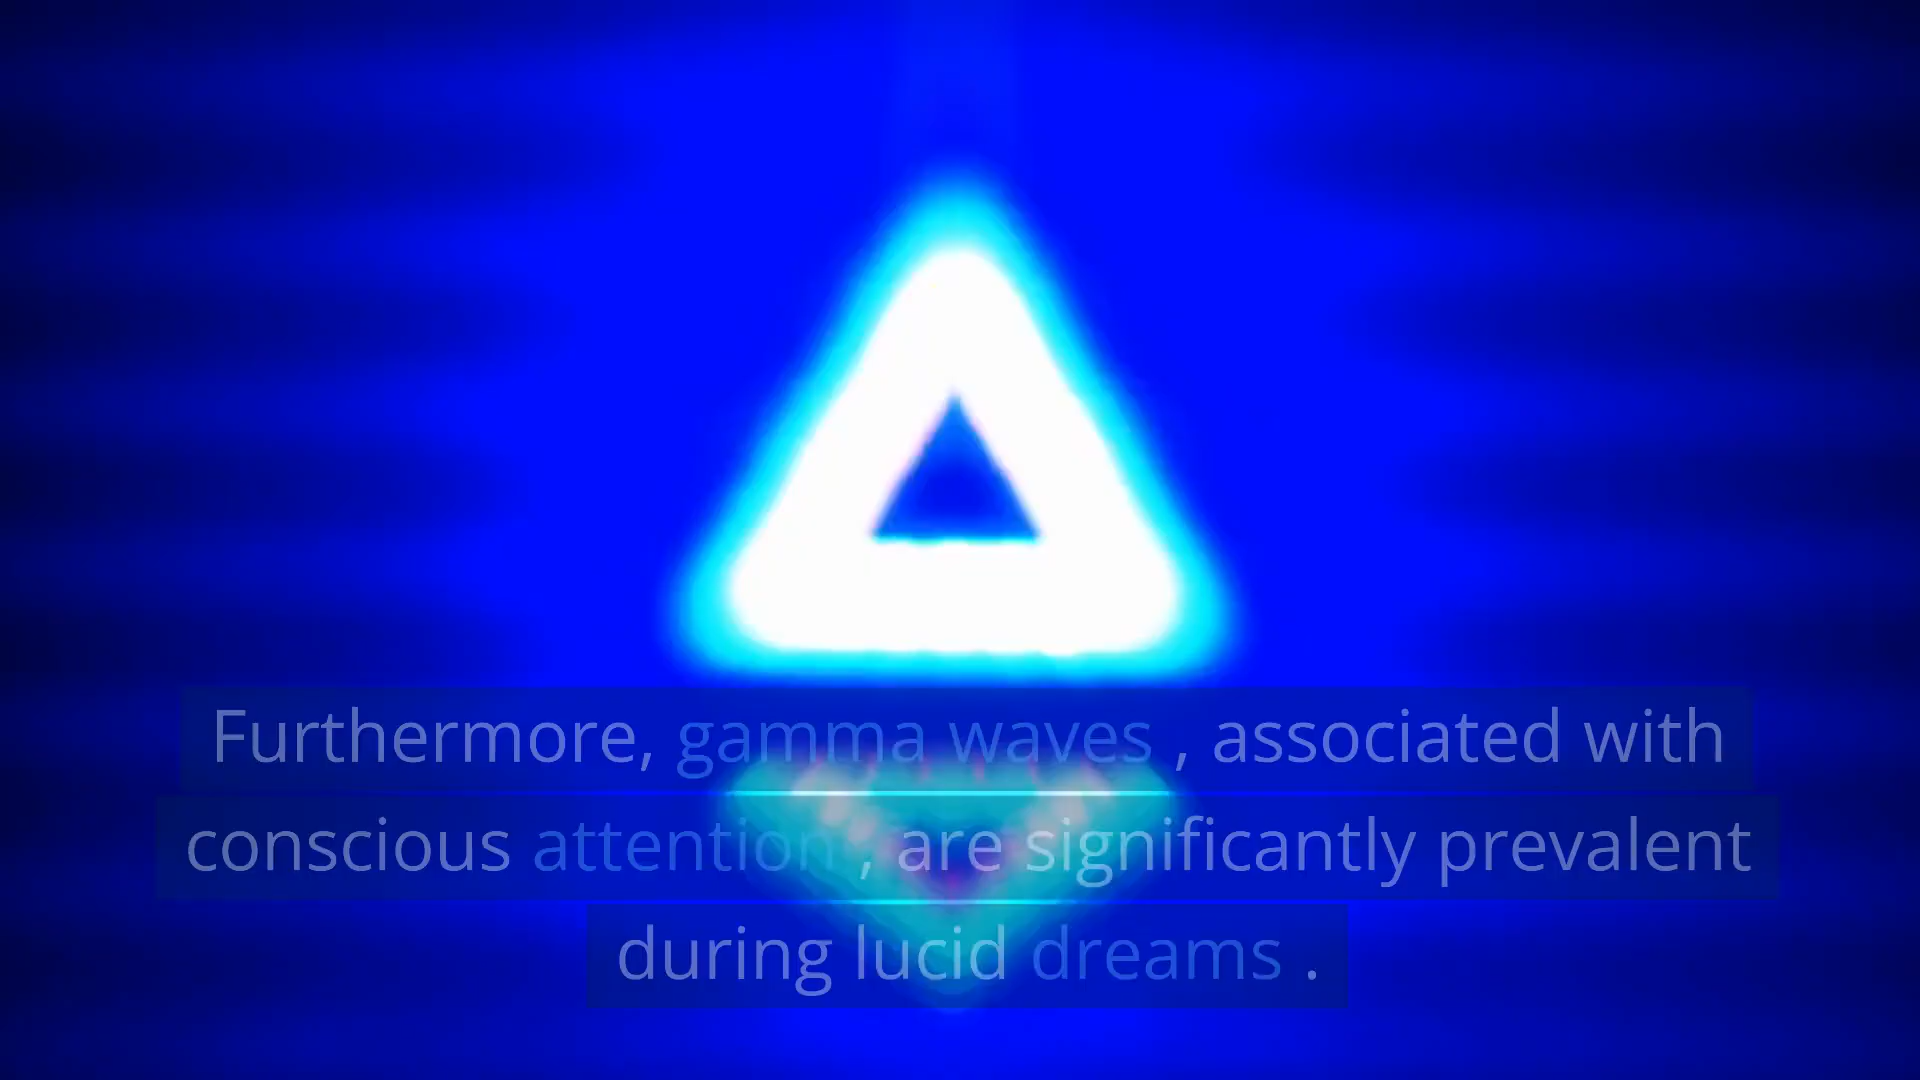 Furthermore, gamma waves , associated with
conscious attention , are significantly prevalent
during lucid dreams .